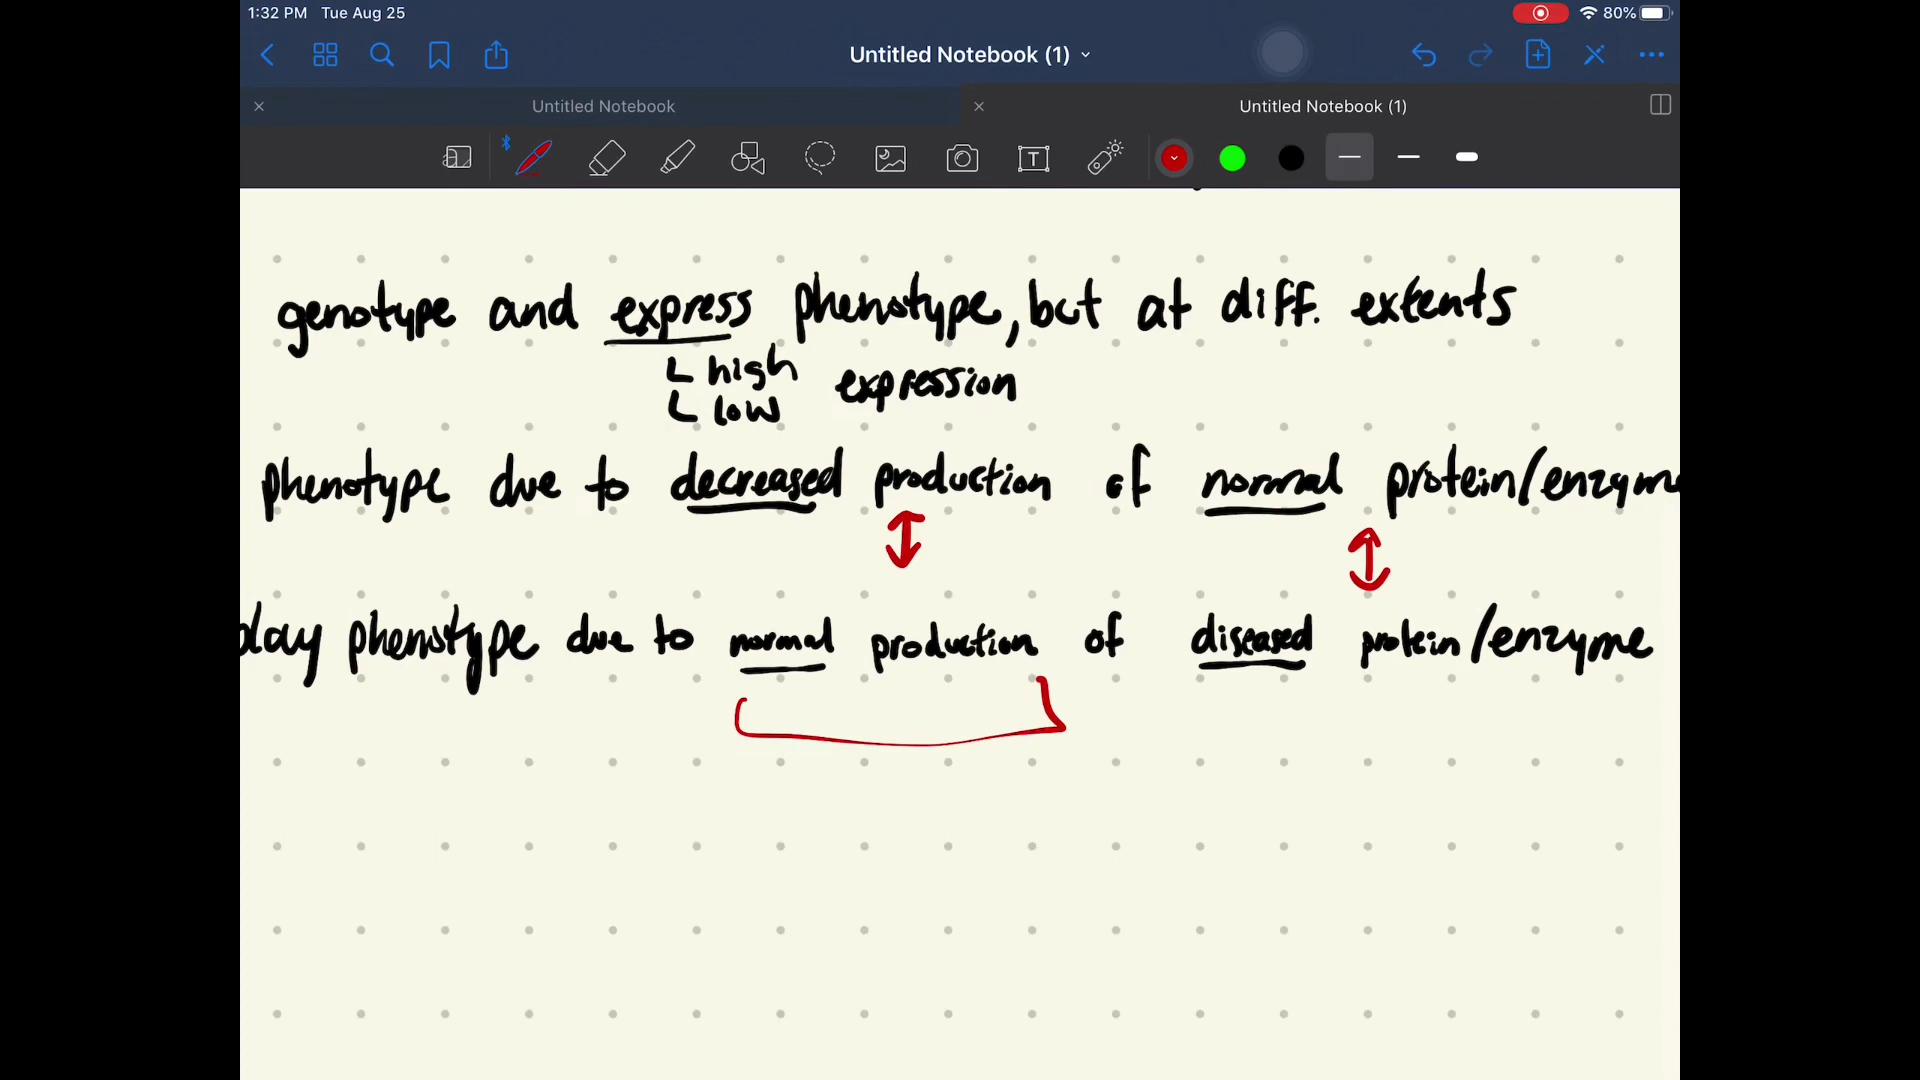 1:32 PM Tue Aug 25
80%
Untitled Notebook (1)
Untitled Notebook
Untitled Notebook (1)
T
genotype and express phenotype, but at diff. extents
high
low
expression
phenotype due to decreased production of normal protein/enzyme
play phenotype due to normal production of diseased protein/enzyme